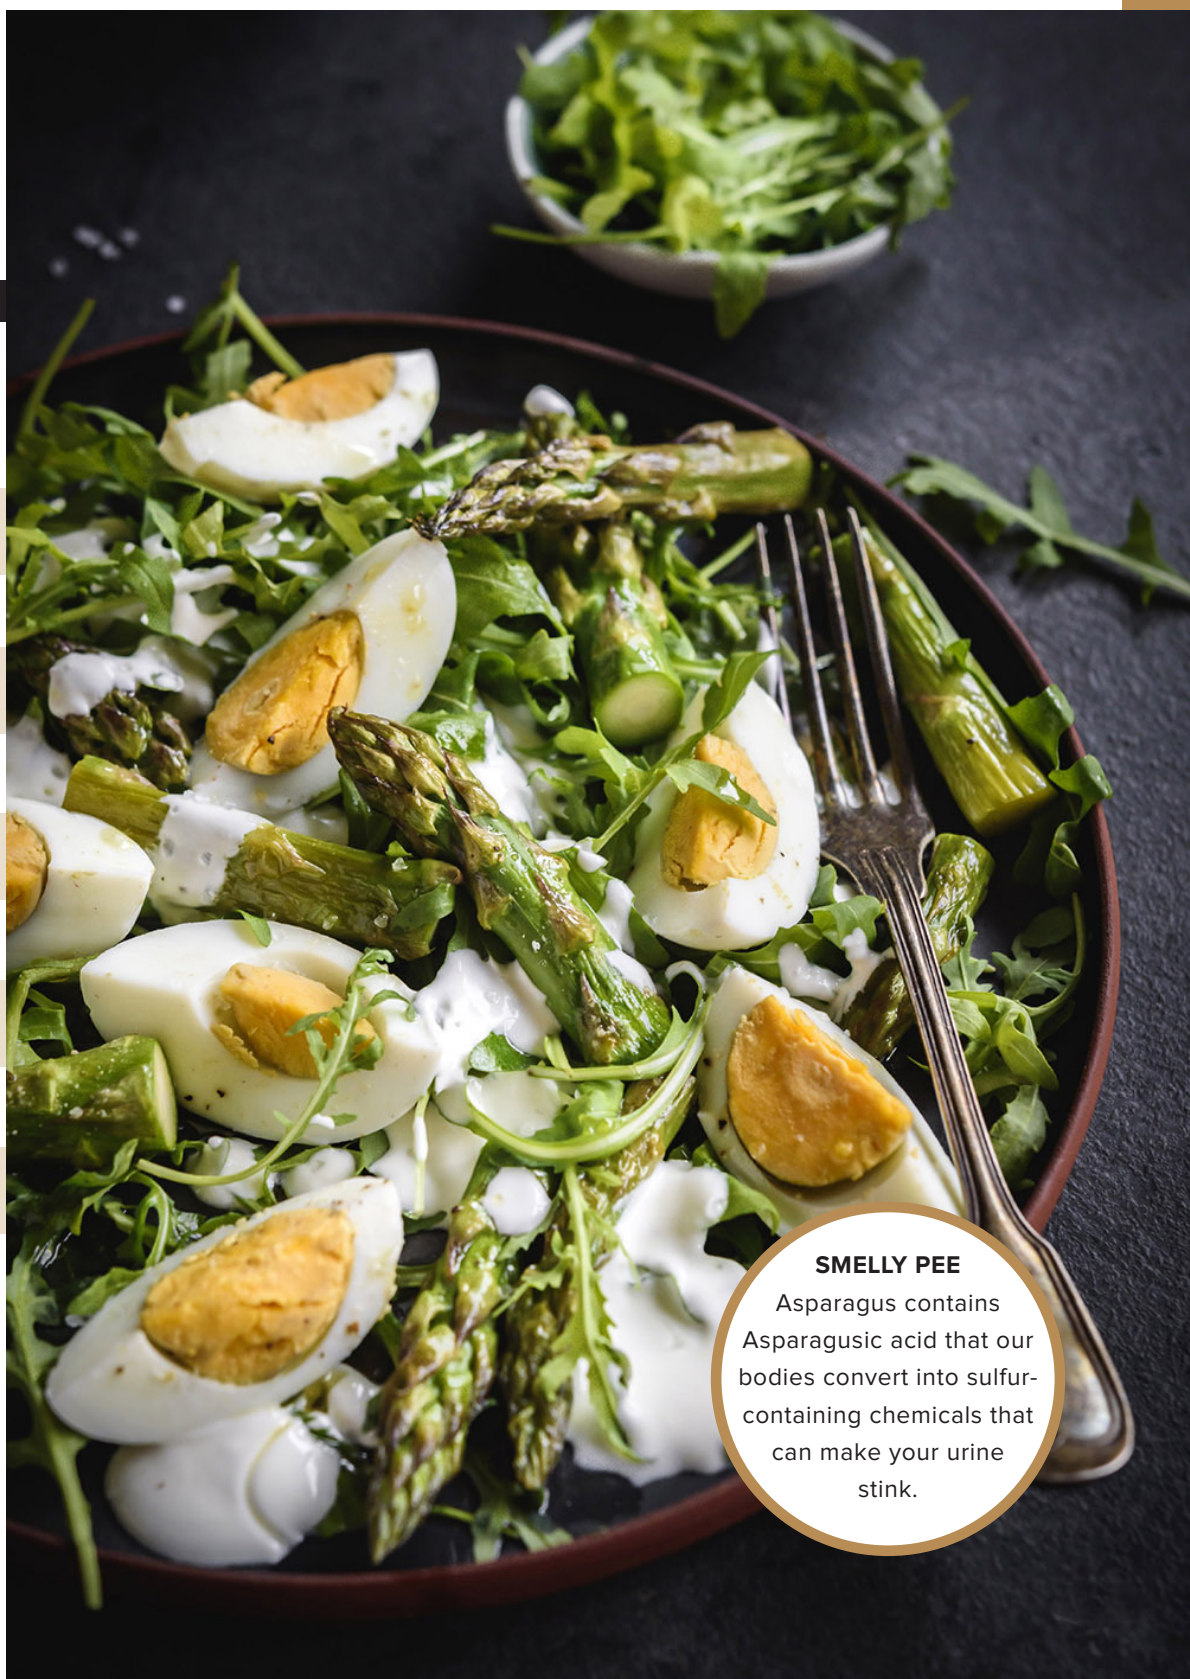 SMELLY PEE
Asparagus contains
Asparagusic acid that our
bodies convert into sulfur-
containing chemicals that
can make your urine
stink.